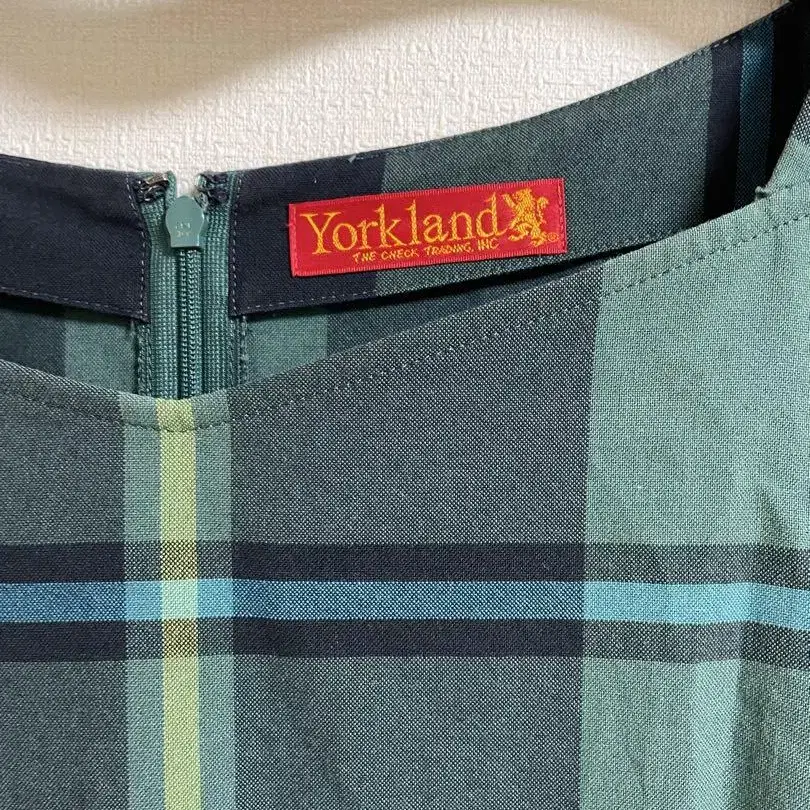 Yorkland
THE CHECK TRADING, INC
®